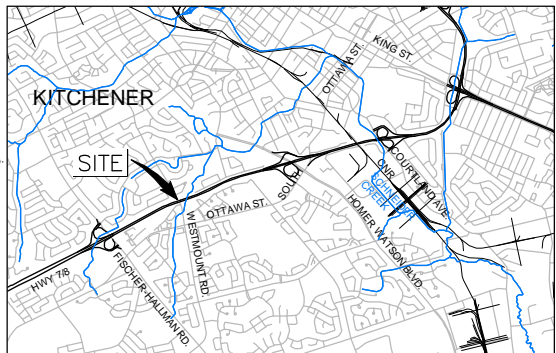 KING ST.
OTTAWA ST.
KITCHENER
SITE
COURTLAND AVE.
CNR
SCHNEIDER
CREEK
SOUTH
OTTAWA ST.
HOMER WATSON BLVD.
WESTMOUNT RD.
FISCHER-HALLMAN RD.
HWY 7/8